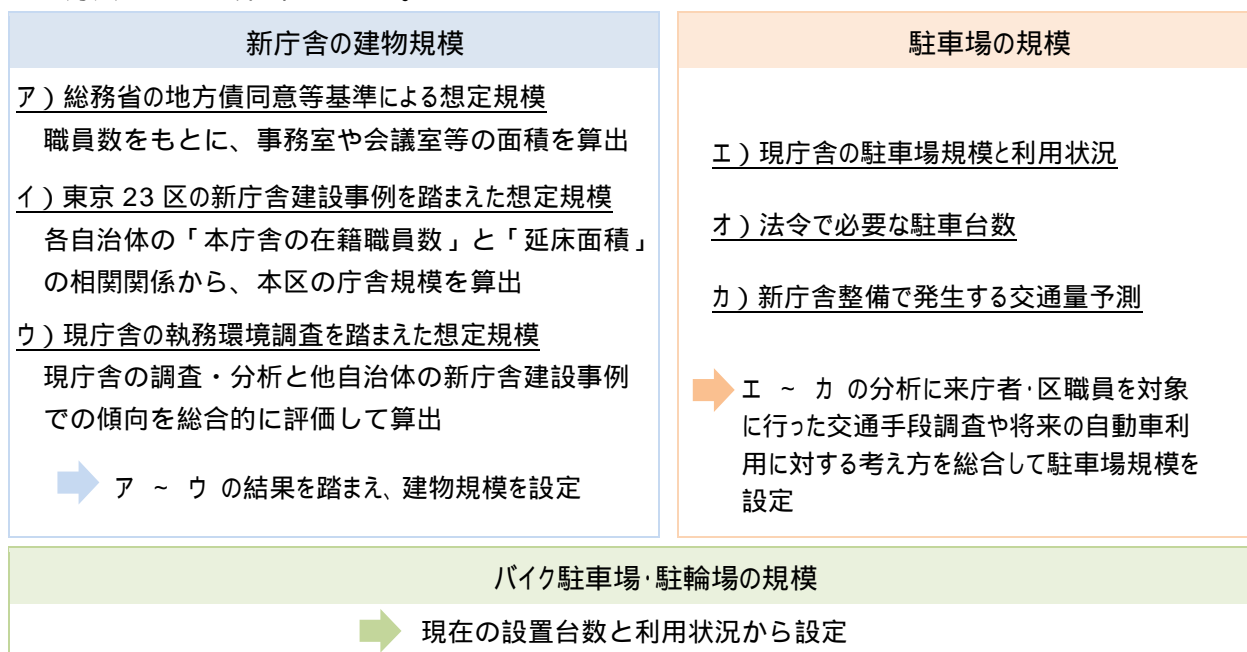 新庁舎の建物規模
ア）総務省の地方債同意等基準による想定規模
職員数をもとに、事務室や会議室等の面積を算出
イ）東京 23 区の新庁舎建設事例を踏まえた想定規模
各自治体の「本庁舎の在籍職員数」と「延床面積」
の相関関係から、本区の庁舎規模を算出
ウ）現庁舎の執務環境調査を踏まえた想定規模
現庁舎の調査・分析と他自治体の新庁舎建設事例
での傾向を総合的に評価して算出
ア ～ ウ の結果を踏まえ、建物規模を設定
駐車場の規模
エ）現庁舎の駐車場規模と利用状況
オ）法令で必要な駐車台数
カ）新庁舎整備で発生する交通量予測
エ ～ カ の分析に来庁者・区職員を対象
に行った交通手段調査や将来の自動車利
用に対する考え方を総合して駐車場規模を
設定
バイク駐車場・駐輪場の規模
現在の設置台数と利用状況から設定